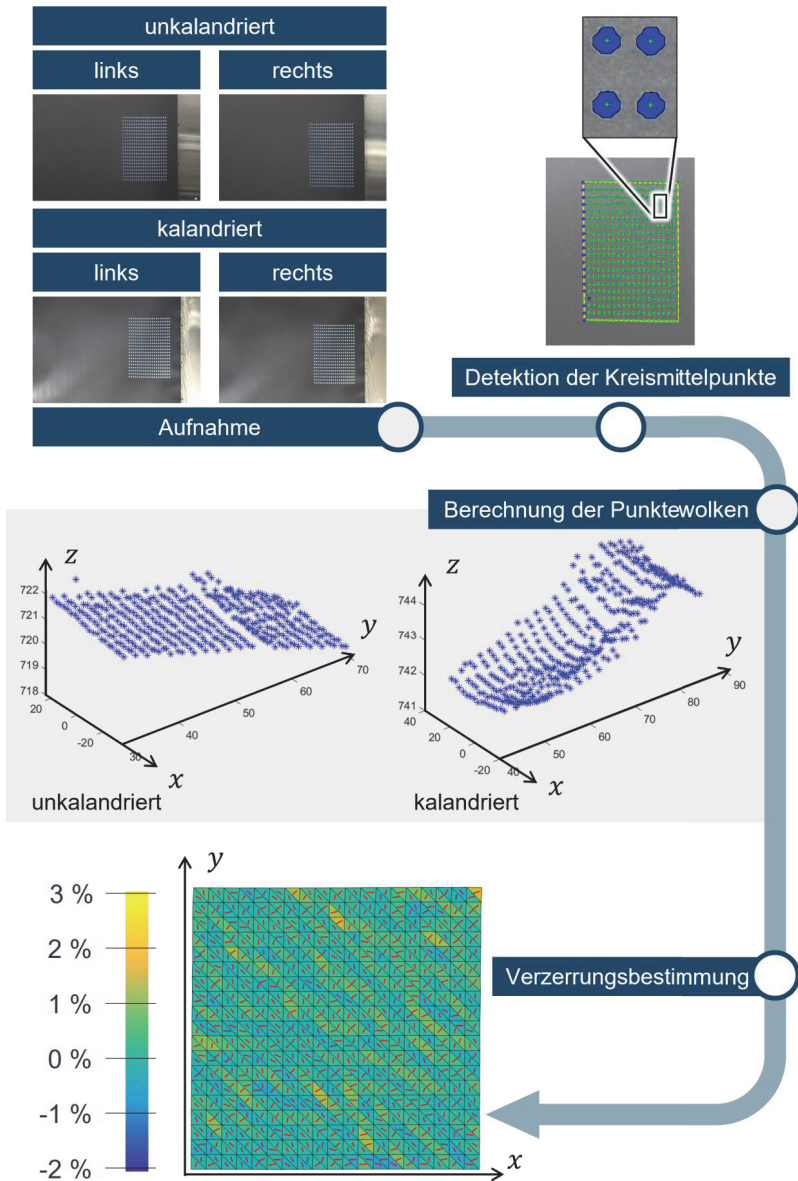 unkalandriert
links rechts
kalandriert
links rechts
Aufnahme
Detektion der Kreismittelpunkte
Berechnung der Punktewolken
z
722
721
720
719
718
20
0
-20
30
40
50
60
70
y
x
unkalandriert
z
744
743
742
741
40
20
0
-20
40
50
60
70
80
90
y
x
kalandriert
Verzerrungsbestimmung
3 %
2 %
1 %
0 %
-1 %
-2 %
y
x